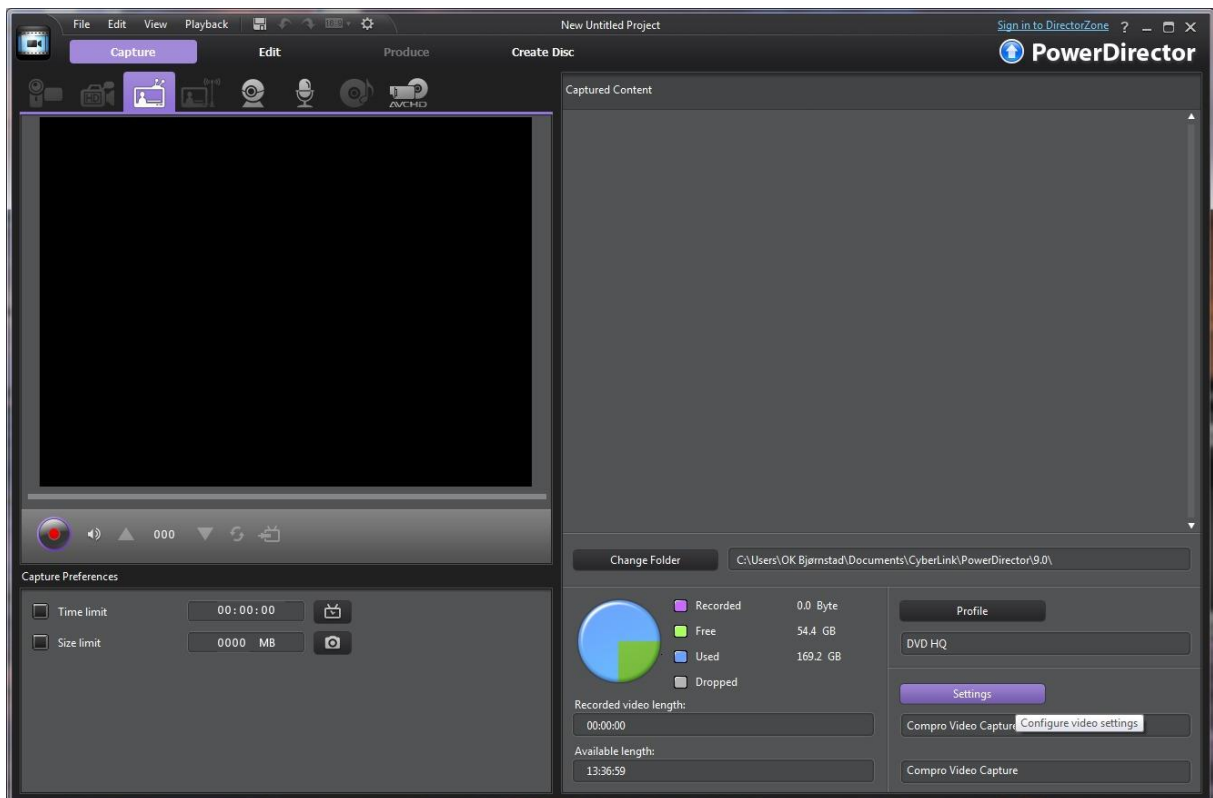 File Edit View Playback
New Untitled Project
Sign in to DirectorZone ?
Capture Edit Produce Create Disc
PowerDirector
AVCHD
Captured Content
000
Change Folder C:\Users\OK Bjørnstad\Documents\CyberLink\PowerDirector\9.0\
Capture Preferences
Time limit 00:00:00
Size limit 0000 MB
Recorded 0.0 Byte
Free 54.4 GB
Used 169.2 GB
Dropped
Recorded video length:
00:00:00
Available length:
13:36:59
Profile
DVD HQ
Settings
Compro Video Capture
Configure video settings
Compro Video Capture